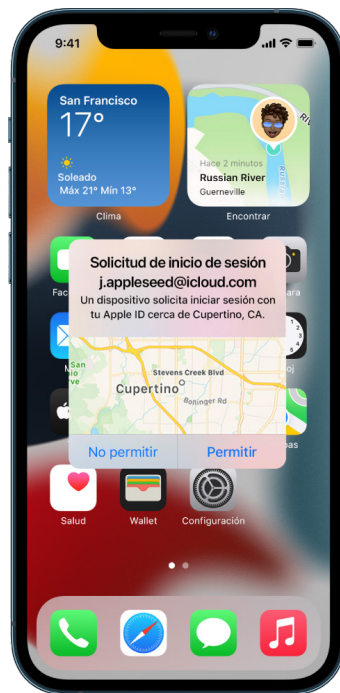 9:41
San Francisco
17°
Soleado
Máx 21° Mín 13°
Clima
Hace 2 minutos
Russian River
Guerneville
Encontrar
Solicitud de inicio de sesión
j.appleseed@icloud.com
Un dispositivo solicita iniciar sesión con
tu Apple ID cerca de Cupertino, CA.
Stevens Creek Blvd
Cupertino
Boninger Rd
No permitir
Permitir
Salud
Wallet
Configuración